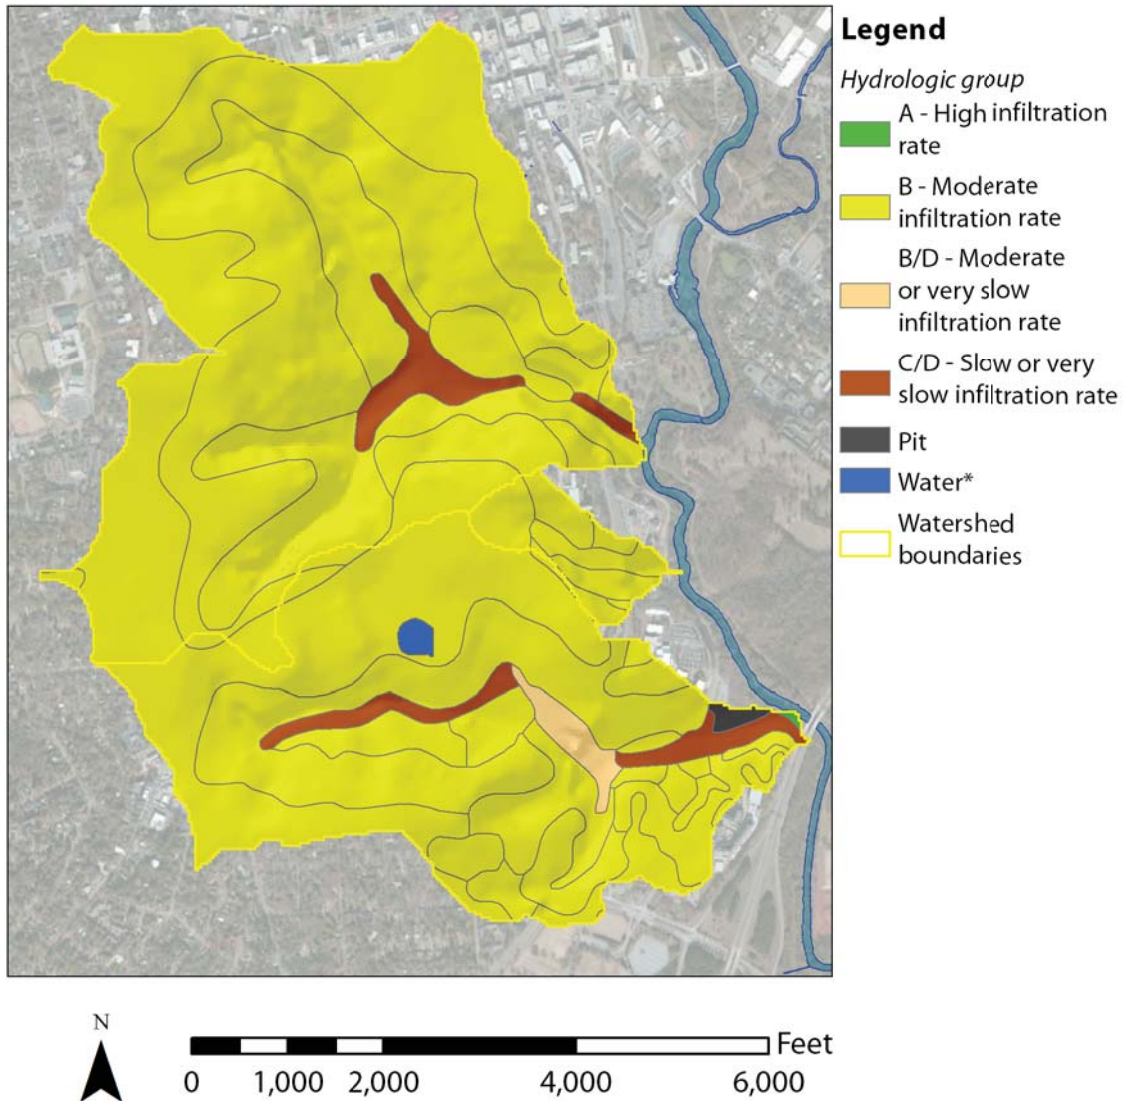 Legend
Hydrologic group
A - High infiltration
rate
B - Moderate
infiltration rate
B/D - Moderate
or very slow
infiltration rate
C/D - Slow or very
slow infiltration rate
Pit
Water*
Watershed
boundaries
N
Feet
0 1,000 2,000 4,000 6,000